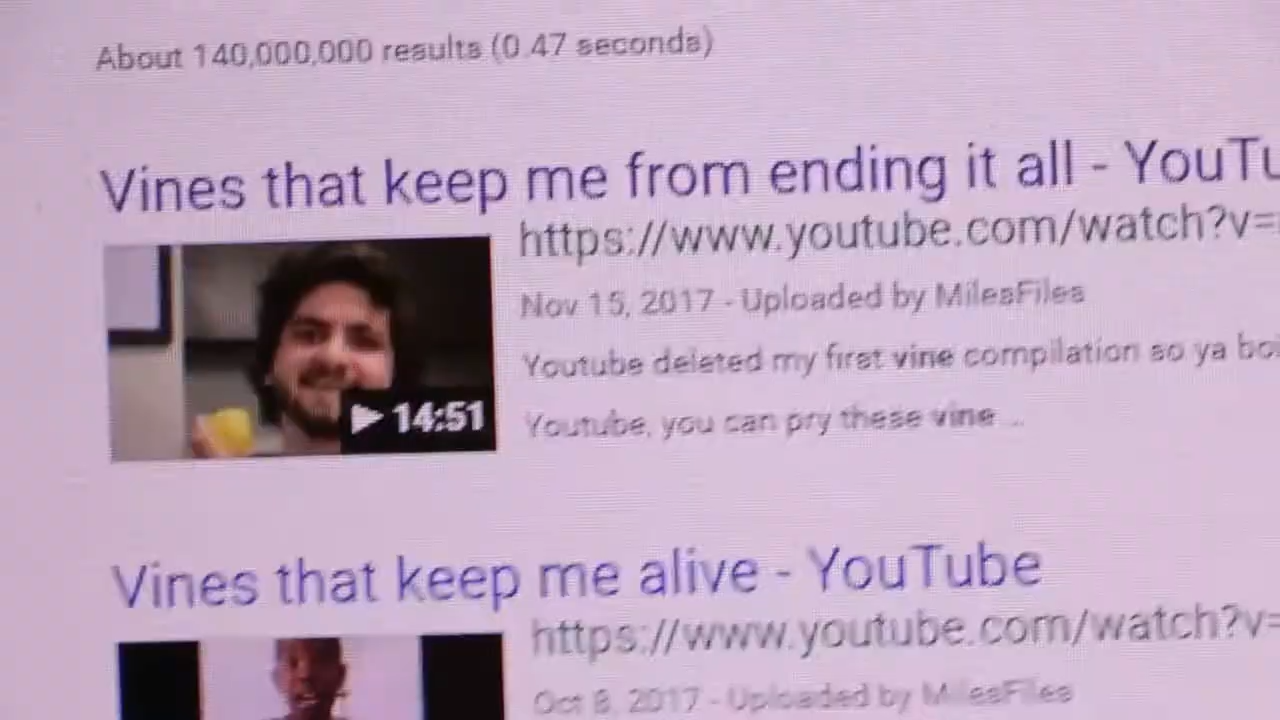 About 140,000,000 results (0.47 seconds)
Vines that keep me from ending it all - YouTu
https://www.youtube.com/watch?v=
Nov 15, 2017 - Uploaded by MilesFiles
Youtube deleted my first vine compilation so ya boi
14:51
Youtube, you can pry these vine ...
Vines that keep me alive - YouTube
https://www.youtube.com/watch?v=
Oct 8, 2017 - Uploaded by MilesFiles